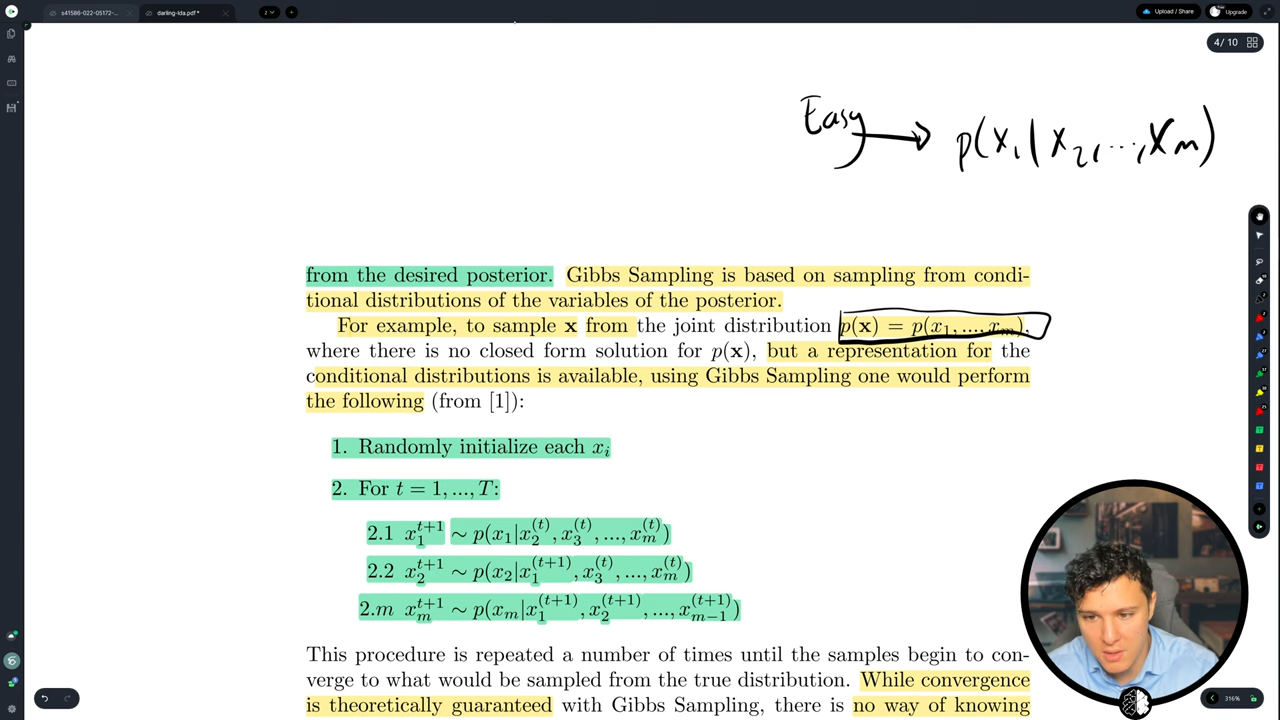 s41586-022-05172-...
darling-lda.pdf*
2
Upload / Share
Upgrade
4 / 10
Easy → p(x₁|x₂,...,xₘ)
from the desired posterior. Gibbs Sampling is based on sampling from condi-
tional distributions of the variables of the posterior.
For example, to sample x from the joint distribution p(x) = p(x₁, ..., xₘ),
where there is no closed form solution for p(x), but a representation for the
conditional distributions is available, using Gibbs Sampling one would perform
the following (from [1]):
1. Randomly initialize each xᵢ
2. For t = 1, ..., T:
2.1 x₁^{t+1} ∼ p(x₁|x₂^{(t)}, x₃^{(t)}, ..., xₘ^{(t)})
2.2 x₂^{t+1} ∼ p(x₂|x₁^{(t+1)}, x₃^{(t)}, ..., xₘ^{(t)})
2.m xₘ^{t+1} ∼ p(xₘ|x₁^{(t+1)}, x₂^{(t+1)}, ..., x_{m−1}^{(t+1)})
This procedure is repeated a number of times until the samples begin to con-
verge to what would be sampled from the true distribution. While convergence
is theoretically guaranteed with Gibbs Sampling, there is no way of knowing
316%